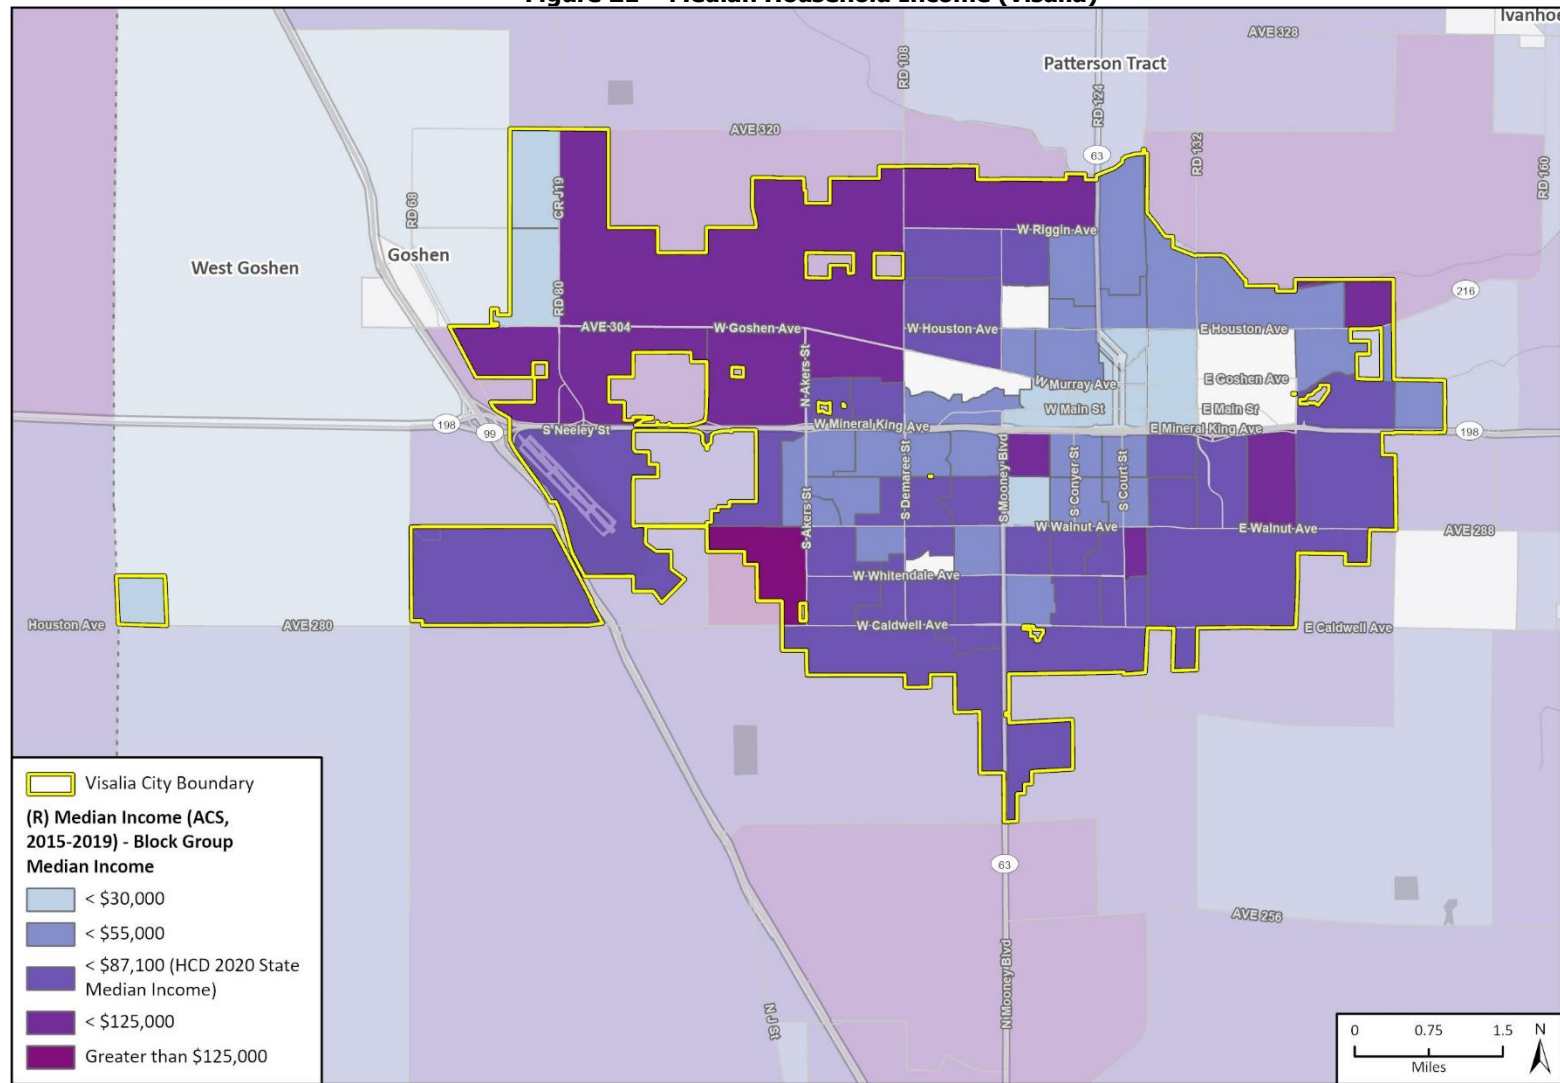 Median Household Income (Visalia)
Ivanhoe
AVE 328
RD 108
Patterson Tract
RD 124
AVE 320
63
RD 132
RD 160
CR J19
RD 68
W Riggin Ave
Goshen
West Goshen
216
RD 80
AVE 304
W Goshen Ave
W Houston Ave
E Houston Ave
N Akers St
W Murray Ave
E Goshen Ave
W Main St
E Main St
198
99
S Neeley St
W Mineral King Ave
E Mineral King Ave
198
S Demaree St
S Mooney Blvd
S Conyer St
S Court St
S Akers St
W Walnut Ave
E Walnut Ave
AVE 288
W Whitendale Ave
Houston Ave
AVE 280
W Caldwell Ave
E Caldwell Ave
63
AVE 256
N Mooney Blvd
N J St
Visalia City Boundary
(R) Median Income (ACS,
2015-2019) - Block Group
Median Income
< $30,000
< $55,000
< $87,100 (HCD 2020 State
Median Income)
< $125,000
Greater than $125,000
0 0.75 1.5 N
Miles